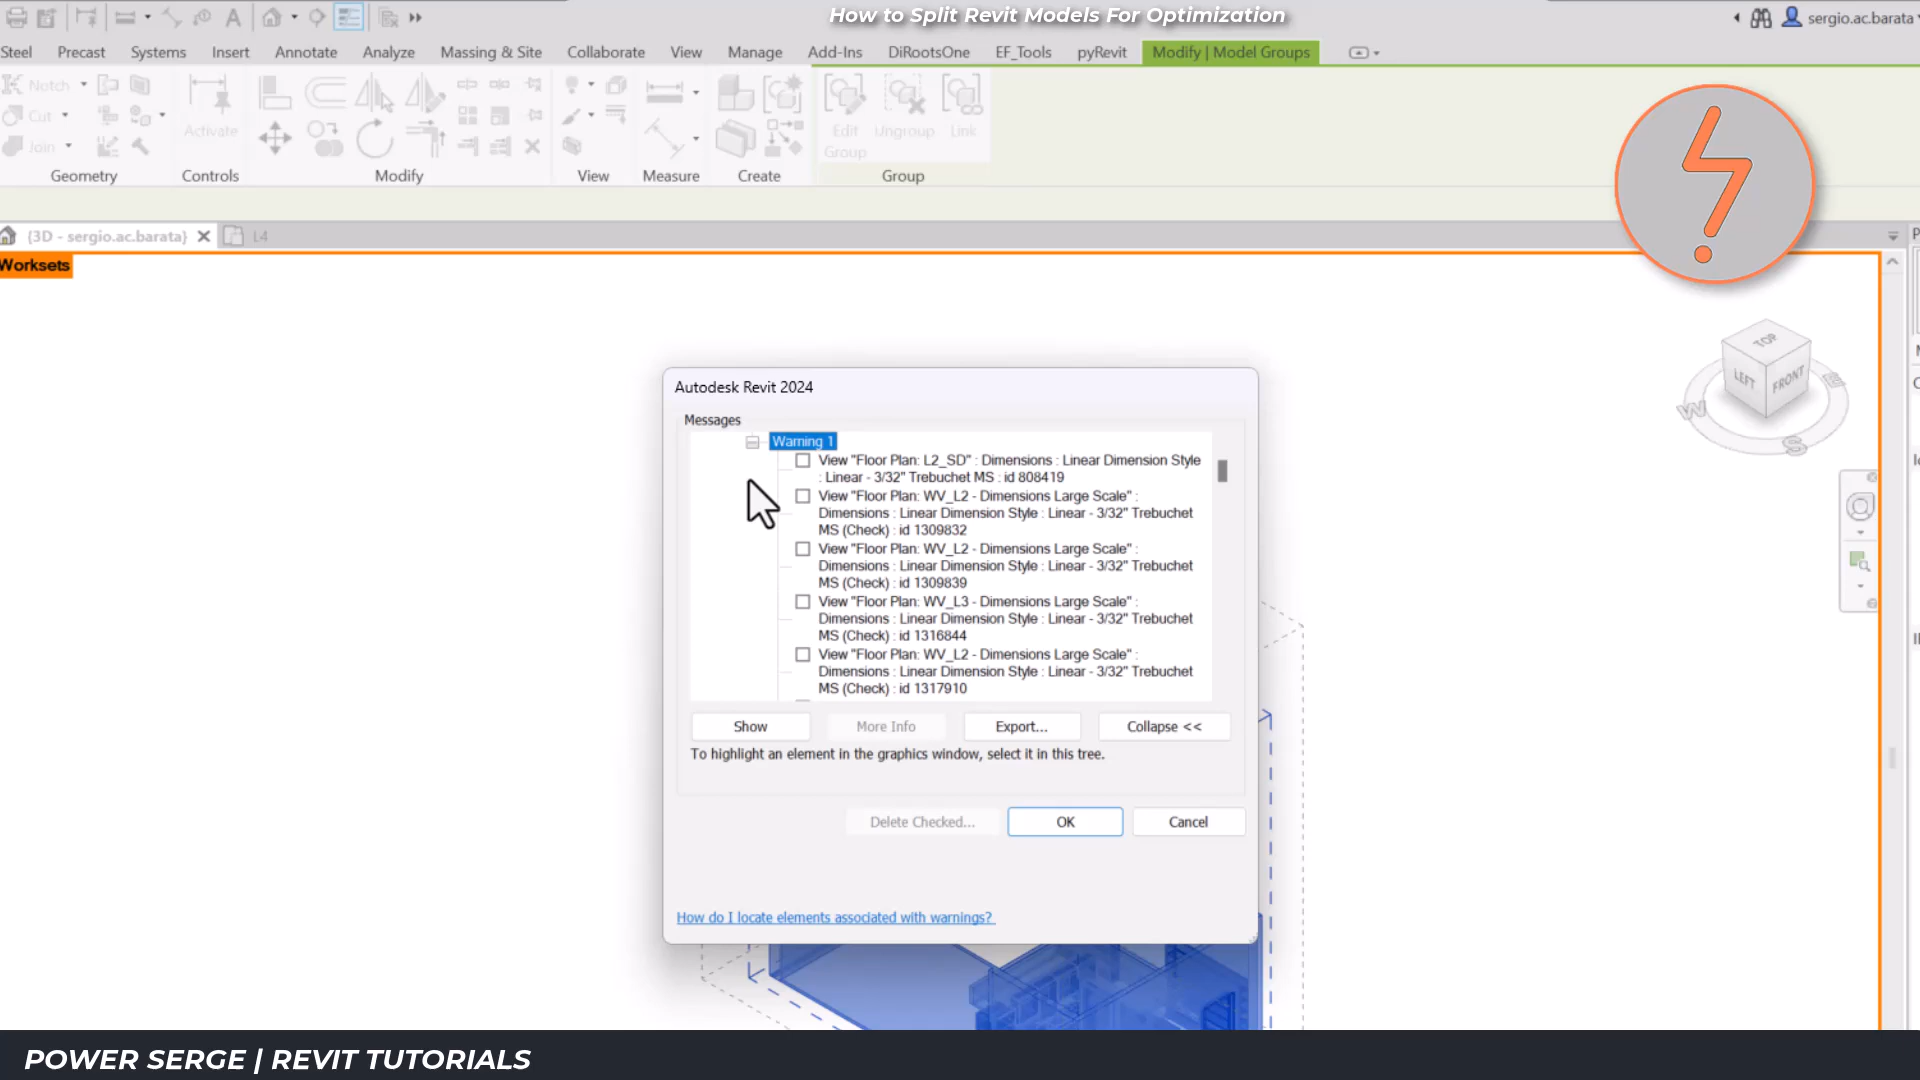 How to Split Revit Models For Optimization
sergio.ac.barata
Steel Precast Systems Insert Annotate Analyze Massing & Site Collaborate View Manage Add-Ins DiRootsOne EF_Tools pyRevit Modify | Model Groups
Notch
Cut
Join
Activate
Edit Group
Ungroup
Link
Geometry Controls Modify View Measure Create Group
{3D - sergio.ac.barata}
L4
Worksets
TOP
LEFT
FRONT
W
S
E
Autodesk Revit 2024
Messages
Warning 1
View "Floor Plan: L2_SD" : Dimensions : Linear Dimension Style
: Linear - 3/32" Trebuchet MS : id 808419
View "Floor Plan: WV_L2 - Dimensions Large Scale" :
Dimensions : Linear Dimension Style : Linear - 3/32" Trebuchet
MS (Check) : id 1309832
View "Floor Plan: WV_L2 - Dimensions Large Scale" :
Dimensions : Linear Dimension Style : Linear - 3/32" Trebuchet
MS (Check) : id 1309839
View "Floor Plan: WV_L3 - Dimensions Large Scale" :
Dimensions : Linear Dimension Style : Linear - 3/32" Trebuchet
MS (Check) : id 1316844
View "Floor Plan: WV_L2 - Dimensions Large Scale" :
Dimensions : Linear Dimension Style : Linear - 3/32" Trebuchet
MS (Check) : id 1317910
Show More Info Export... Collapse <<
To highlight an element in the graphics window, select it in this tree.
Delete Checked... OK Cancel
How do I locate elements associated with warnings?
POWER SERGE | REVIT TUTORIALS